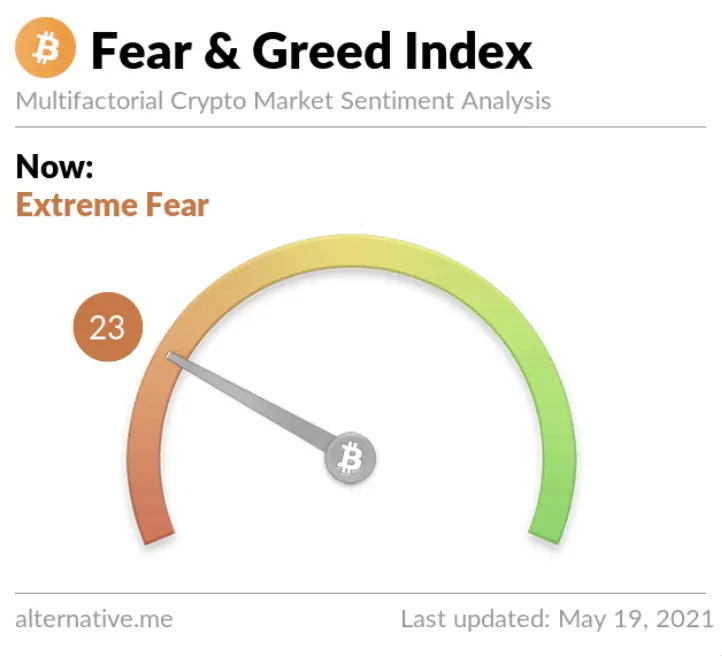 Fear & Greed Index
Multifactorial Crypto Market Sentiment Analysis
Now:
Extreme Fear
23
alternative.me
Last updated: May 19, 2021